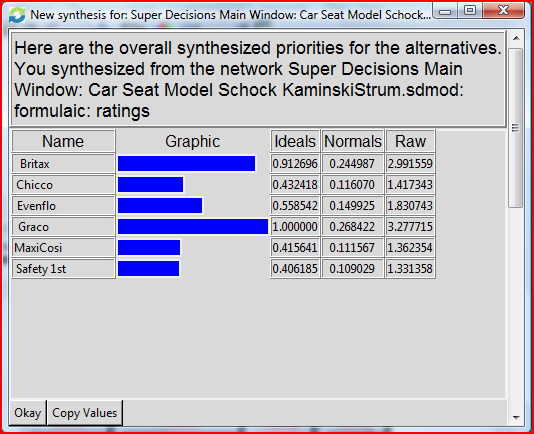 New synthesis for: Super Decisions Main Window: Car Seat Model Schock...
Here are the overall synthesized priorities for the alternatives.
You synthesized from the network Super Decisions Main
Window: Car Seat Model Schock KaminskiStrum.sdmod:
formulaic: ratings
Name Graphic Ideals Normals Raw
Britax 0.912696 0.244987 2.991559
Chicco 0.432418 0.116070 1.417343
Evenflo 0.558542 0.149925 1.830743
Graco 1.000000 0.268422 3.277715
MaxiCosi 0.415641 0.111567 1.362354
Safety 1st 0.406185 0.109029 1.331358
Okay Copy Values